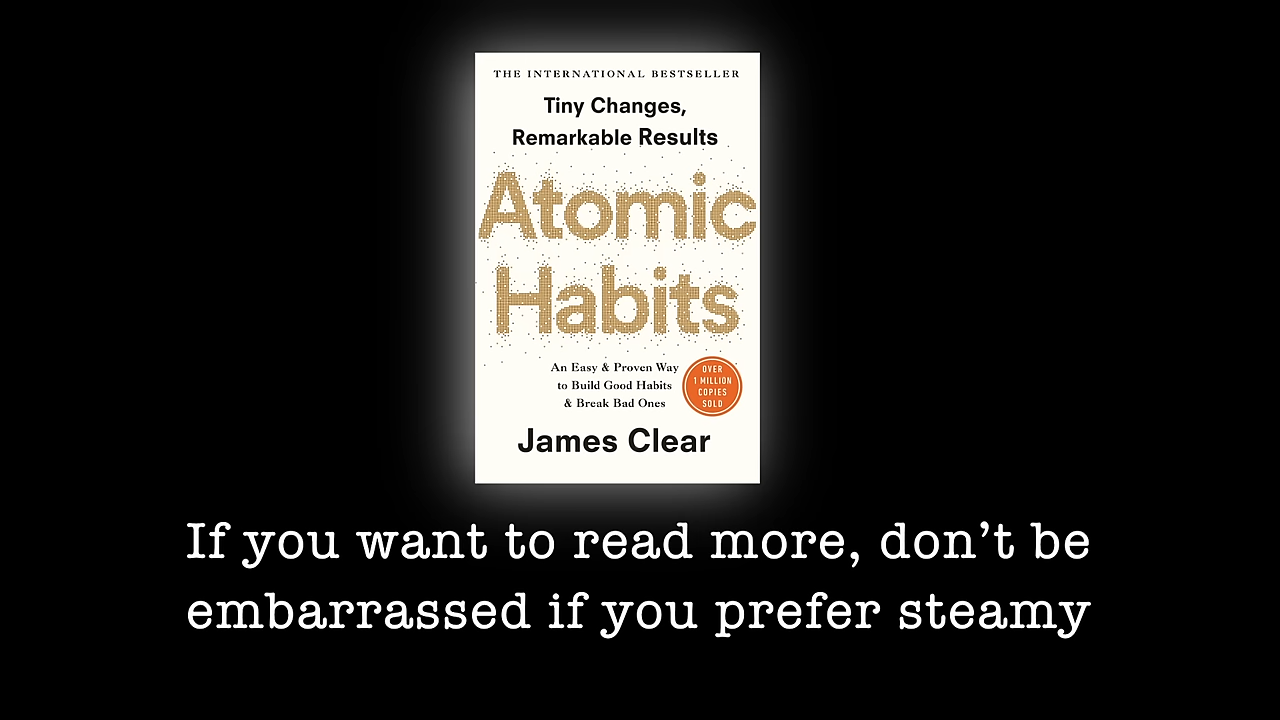 THE INTERNATIONAL BESTSELLER
Tiny Changes,
Remarkable Results
Atomic
Habits
An Easy & Proven Way
to Build Good Habits
& Break Bad Ones
OVER
1 MILLION
COPIES
SOLD
James Clear
If you want to read more, don’t be
embarrassed if you prefer steamy